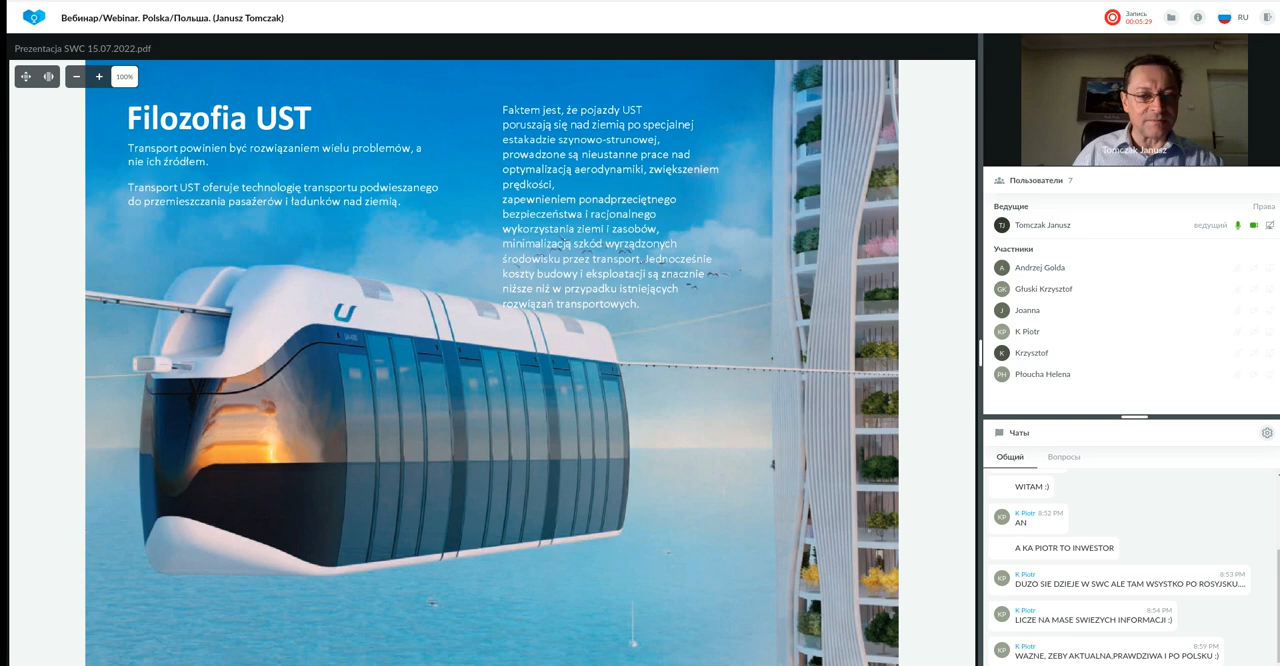 Вебинар/Webinar. Polska/Польша. (Janusz Tomczak)
Запись
00:05:29
RU
Prezentacja SWC 15.07.2022.pdf
100%
Filozofia UST
Transport powinien być rozwiązaniem wielu problemów, a
nie ich źródłem.
Transport UST oferuje technologię transportu podwieszanego
do przemieszczania pasażerów i ładunków nad ziemią.
Faktem jest, że pojazdy UST
poruszają się nad ziemią po specjalnej
estakadzie szynowo-strunowej,
prowadzone są nieustanne prace nad
optymalizacją aerodynamiki, zwiększeniem
prędkości,
zapewnieniem ponadprzeciętnego
bezpieczeństwa i racjonalnego
wykorzystania ziemi i zasobów,
minimalizacją szkód wyrządzonych
środowisku przez transport. Jednocześnie
koszty budowy i eksploatacji są znacznie
niższe niż w przypadku istniejących
rozwiązań transportowych.
Tomczak Janusz
Пользователи 7
Ведущие Права
TJ Tomczak Janusz ведущий
Участники
A Andrzej Golda
GK Głuski Krzysztof
J Joanna
KP K Piotr
K Krzysztof
PH Płoucha Helena
Чаты
Общий Вопросы
WITAM :)
KP K Piotr 8:52 PM
AN
A KA PIOTR TO INWESTOR
KP K Piotr 8:53 PM
DUZO SIE DZIEJE W SWC ALE TAM WSYSTKO PO ROSYJSKU....
KP K Piotr 8:54 PM
LICZE NA MASE SWIEZYCH INFORMACJI :)
KP K Piotr 8:59 PM
WAZNE, ZEBY AKTUALNA,PRAWDZIWA I PO POLSKU :)